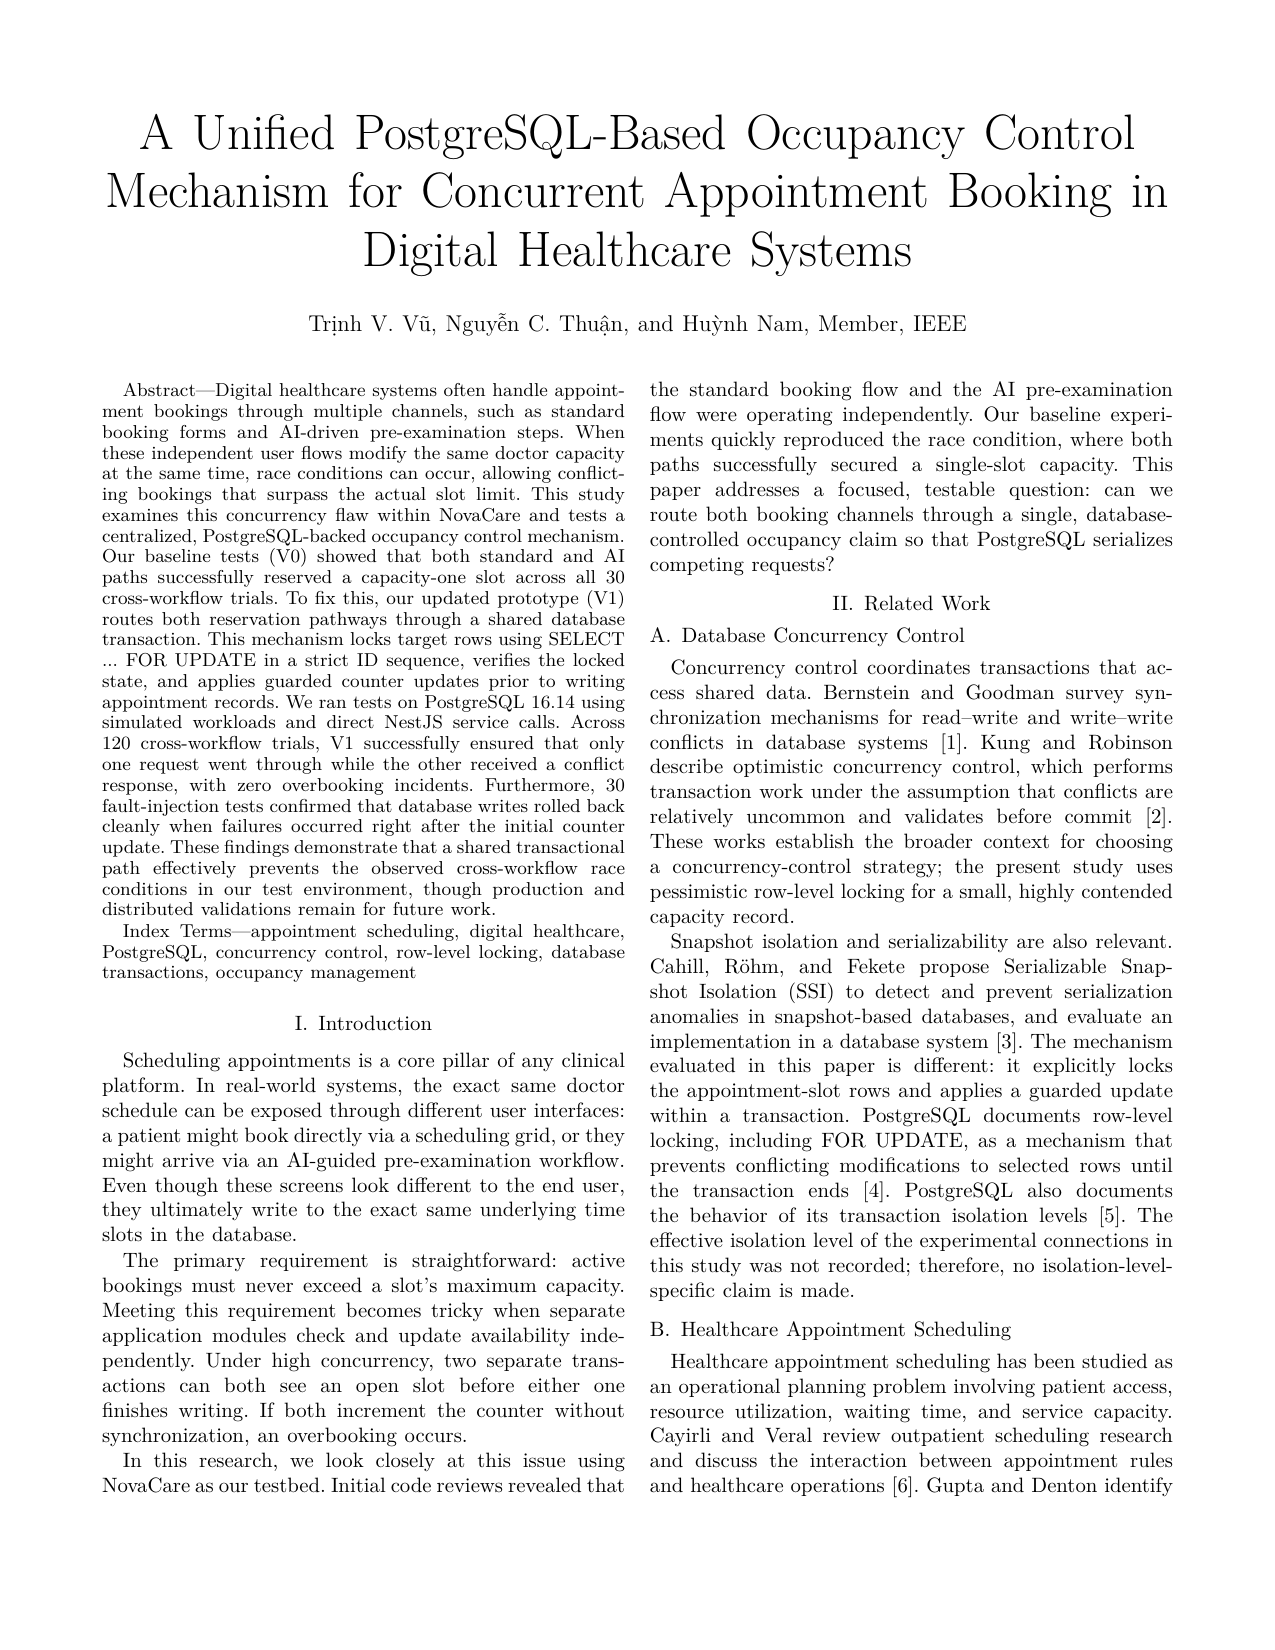 A Unified PostgreSQL-Based Occupancy Control
Mechanism for Concurrent Appointment Booking in
Digital Healthcare Systems
Trịnh V. Vũ, Nguyễn C. Thuận, and Huỳnh Nam, Member, IEEE
Abstract—Digital healthcare systems often handle appoint-
ment bookings through multiple channels, such as standard
booking forms and AI-driven pre-examination steps. When
these independent user flows modify the same doctor capacity
at the same time, race conditions can occur, allowing conflict-
ing bookings that surpass the actual slot limit. This study
examines this concurrency flaw within NovaCare and tests a
centralized, PostgreSQL-backed occupancy control mechanism.
Our baseline tests (V0) showed that both standard and AI
paths successfully reserved a capacity-one slot across all 30
cross-workflow trials. To fix this, our updated prototype (V1)
routes both reservation pathways through a shared database
transaction. This mechanism locks target rows using SELECT
... FOR UPDATE in a strict ID sequence, verifies the locked
state, and applies guarded counter updates prior to writing
appointment records. We ran tests on PostgreSQL 16.14 using
simulated workloads and direct NestJS service calls. Across
120 cross-workflow trials, V1 successfully ensured that only
one request went through while the other received a conflict
response, with zero overbooking incidents. Furthermore, 30
fault-injection tests confirmed that database writes rolled back
cleanly when failures occurred right after the initial counter
update. These findings demonstrate that a shared transactional
path effectively prevents the observed cross-workflow race
conditions in our test environment, though production and
distributed validations remain for future work.
Index Terms—appointment scheduling, digital healthcare,
PostgreSQL, concurrency control, row-level locking, database
transactions, occupancy management
I. Introduction
Scheduling appointments is a core pillar of any clinical
platform. In real-world systems, the exact same doctor
schedule can be exposed through different user interfaces:
a patient might book directly via a scheduling grid, or they
might arrive via an AI-guided pre-examination workflow.
Even though these screens look different to the end user,
they ultimately write to the exact same underlying time
slots in the database.
The primary requirement is straightforward: active
bookings must never exceed a slot's maximum capacity.
Meeting this requirement becomes tricky when separate
application modules check and update availability inde-
pendently. Under high concurrency, two separate trans-
actions can both see an open slot before either one
finishes writing. If both increment the counter without
synchronization, an overbooking occurs.
In this research, we look closely at this issue using
NovaCare as our testbed. Initial code reviews revealed that
the standard booking flow and the AI pre-examination
flow were operating independently. Our baseline experi-
ments quickly reproduced the race condition, where both
paths successfully secured a single-slot capacity. This
paper addresses a focused, testable question: can we
route both booking channels through a single, database-
controlled occupancy claim so that PostgreSQL serializes
competing requests?
II. Related Work
A. Database Concurrency Control
Concurrency control coordinates transactions that ac-
cess shared data. Bernstein and Goodman survey syn-
chronization mechanisms for read–write and write–write
conflicts in database systems [1]. Kung and Robinson
describe optimistic concurrency control, which performs
transaction work under the assumption that conflicts are
relatively uncommon and validates before commit [2].
These works establish the broader context for choosing
a concurrency-control strategy; the present study uses
pessimistic row-level locking for a small, highly contended
capacity record.
Snapshot isolation and serializability are also relevant.
Cahill, Röhm, and Fekete propose Serializable Snap-
shot Isolation (SSI) to detect and prevent serialization
anomalies in snapshot-based databases, and evaluate an
implementation in a database system [3]. The mechanism
evaluated in this paper is different: it explicitly locks
the appointment-slot rows and applies a guarded update
within a transaction. PostgreSQL documents row-level
locking, including FOR UPDATE, as a mechanism that
prevents conflicting modifications to selected rows until
the transaction ends [4]. PostgreSQL also documents
the behavior of its transaction isolation levels [5]. The
effective isolation level of the experimental connections in
this study was not recorded; therefore, no isolation-level-
specific claim is made.
B. Healthcare Appointment Scheduling
Healthcare appointment scheduling has been studied as
an operational planning problem involving patient access,
resource utilization, waiting time, and service capacity.
Cayirli and Veral review outpatient scheduling research
and discuss the interaction between appointment rules
and healthcare operations [6]. Gupta and Denton identify